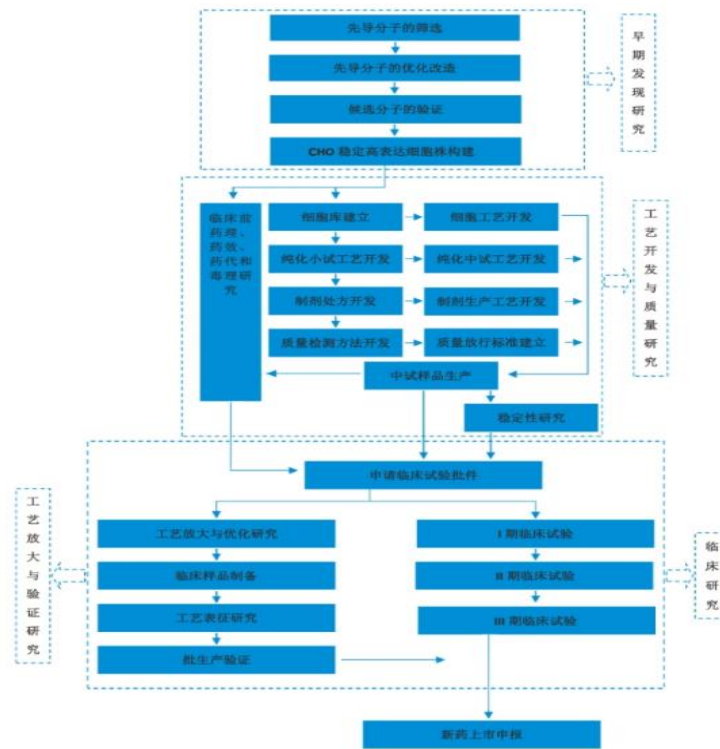 先导分子的筛选
先导分子的优化改造
候选分子的验证
CHO 稳定高表达细胞株构建
早期发现研究
临床前
药理、
药效、
药代和
毒理研
究
细胞库建立
细胞工艺开发
纯化小试工艺开发
纯化中试工艺开发
制剂处方开发
制剂生产工艺开发
质量检测方法开发
质量放行标准建立
中试样品生产
稳定性研究
工艺开发与质量研究
申请临床试验批件
工艺放大与优化研究
I 期临床试验
临床样品制备
II 期临床试验
工艺表征研究
III 期临床试验
批生产验证
工艺放大与验证研究
临床研究
新药上市申报